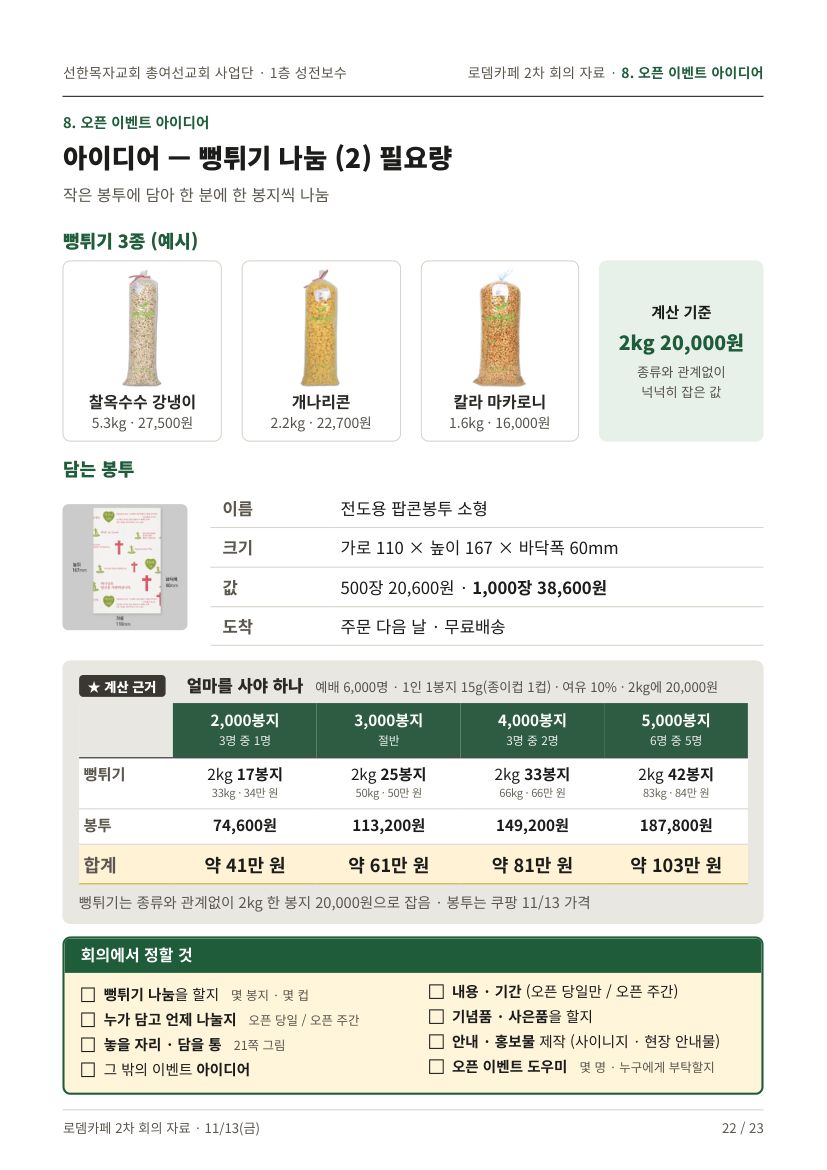 선한목자교회 총여선교회 사업단 · 1층 성전보수
로뎀카페 2차 회의 자료 · 8. 오픈 이벤트 아이디어
8. 오픈 이벤트 아이디어
아이디어 — 뻥튀기 나눔 (2) 필요량
작은 봉투에 담아 한 분에 한 봉지씩 나눔
뻥튀기 3종 (예시)
찰옥수수 강냉이
5.3kg · 27,500원
개나리콘
2.2kg · 22,700원
칼라 마카로니
1.6kg · 16,000원
계산 기준
2kg 20,000원
종류와 관계없이
넉넉히 잡은 값
담는 봉투
높이
167mm
바닥폭
60mm
가로
110mm
이름 전도용 팝콘봉투 소형
크기 가로 110 × 높이 167 × 바닥폭 60mm
값 500장 20,600원 · 1,000장 38,600원
도착 주문 다음 날 · 무료배송
★ 계산 근거 얼마를 사야 하나 예배 6,000명 · 1인 1봉지 15g(종이컵 1컵) · 여유 10% · 2kg에 20,000원
2,000봉지 3,000봉지 4,000봉지 5,000봉지
3명 중 1명 절반 3명 중 2명 6명 중 5명
뻥튀기 2kg 17봉지 2kg 25봉지 2kg 33봉지 2kg 42봉지
33kg · 34만 원 50kg · 50만 원 66kg · 66만 원 83kg · 84만 원
봉투 74,600원 113,200원 149,200원 187,800원
합계 약 41만 원 약 61만 원 약 81만 원 약 103만 원
뻥튀기는 종류와 관계없이 2kg 한 봉지 20,000원으로 잡음 · 봉투는 쿠팡 11/13 가격
회의에서 정할 것
☐ 뻥튀기 나눔을 할지 몇 봉지 · 몇 컵
☐ 누가 담고 언제 나눌지 오픈 당일 / 오픈 주간
☐ 놓을 자리 · 담을 통 21쪽 그림
☐ 그 밖의 이벤트 아이디어
☐ 내용 · 기간 (오픈 당일만 / 오픈 주간)
☐ 기념품 · 사은품을 할지
☐ 안내 · 홍보물 제작 (사이니지 · 현장 안내물)
☐ 오픈 이벤트 도우미 몇 명 · 누구에게 부탁할지
로뎀카페 2차 회의 자료 · 11/13(금)
22 / 23